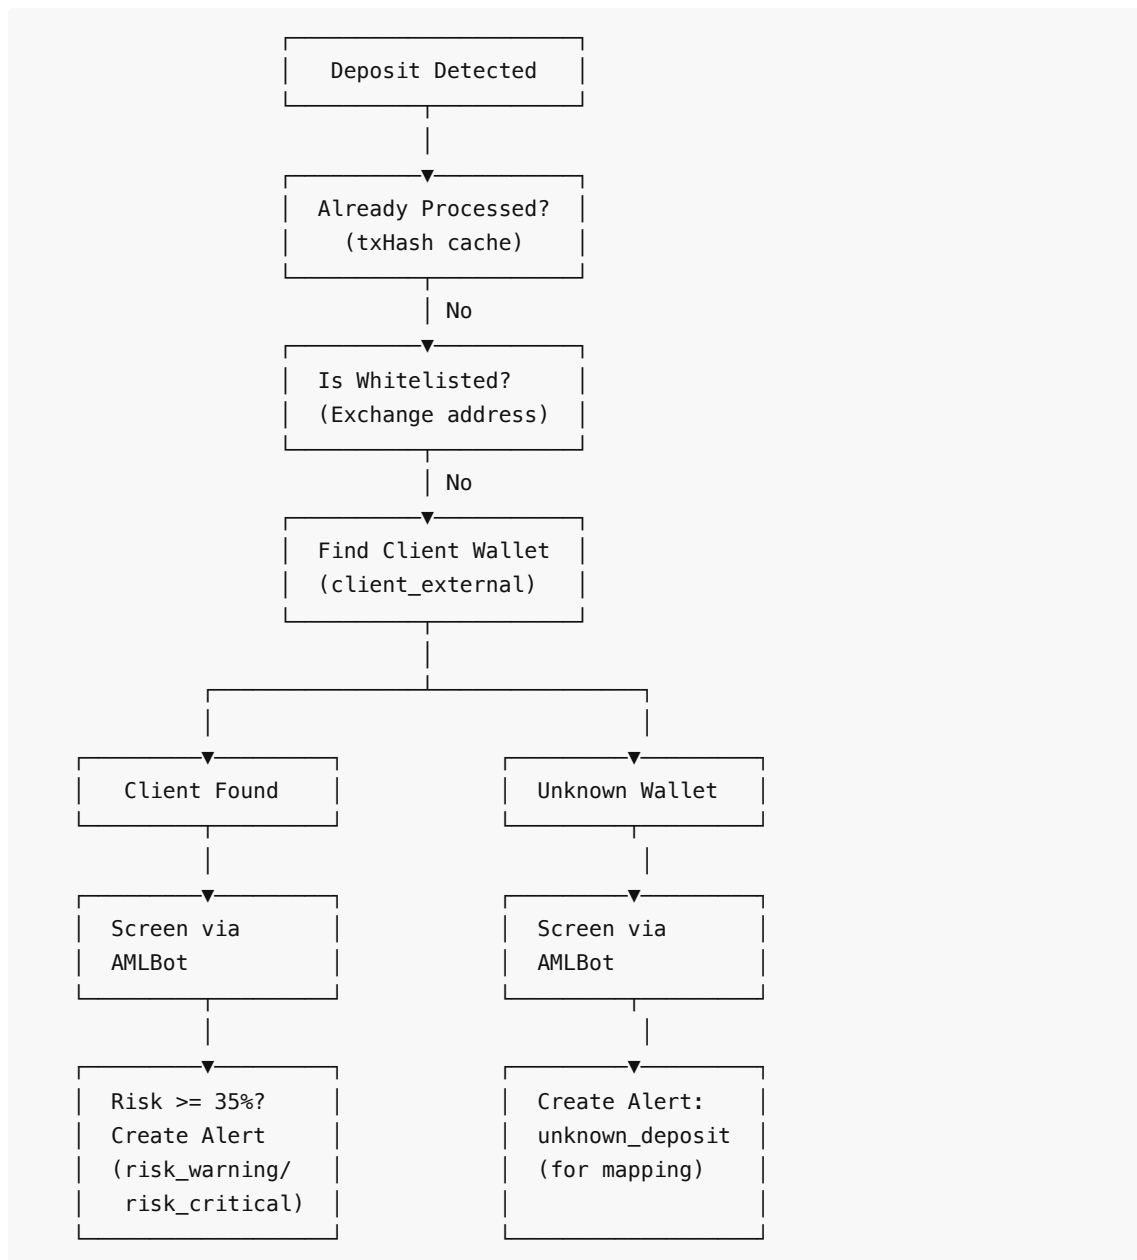 Deposit Detected
Already Processed?
(txHash cache)
No
Is Whitelisted?
(Exchange address)
No
Find Client Wallet
(client_external)
Client Found
Unknown Wallet
Screen via
AMLBot
Screen via
AMLBot
Risk >= 35%?
Create Alert
(risk_warning/
risk_critical)
Create Alert:
unknown_deposit
(for mapping)